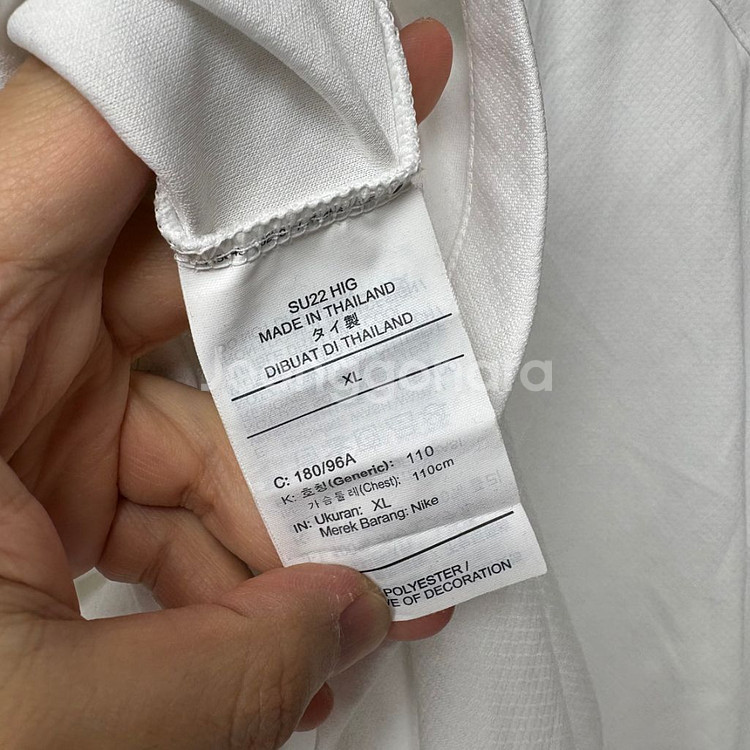 SU22 HIG
MADE IN THAILAND
タイ製
DIBUAT DI THAILAND
XL
Joonggonara
C: 180/96A
K: 호칭(Generic): 110
가슴둘레(Chest): 110cm
IN: Ukuran: XL
Merek Barang: Nike
POLYESTER /
OF DECORATION